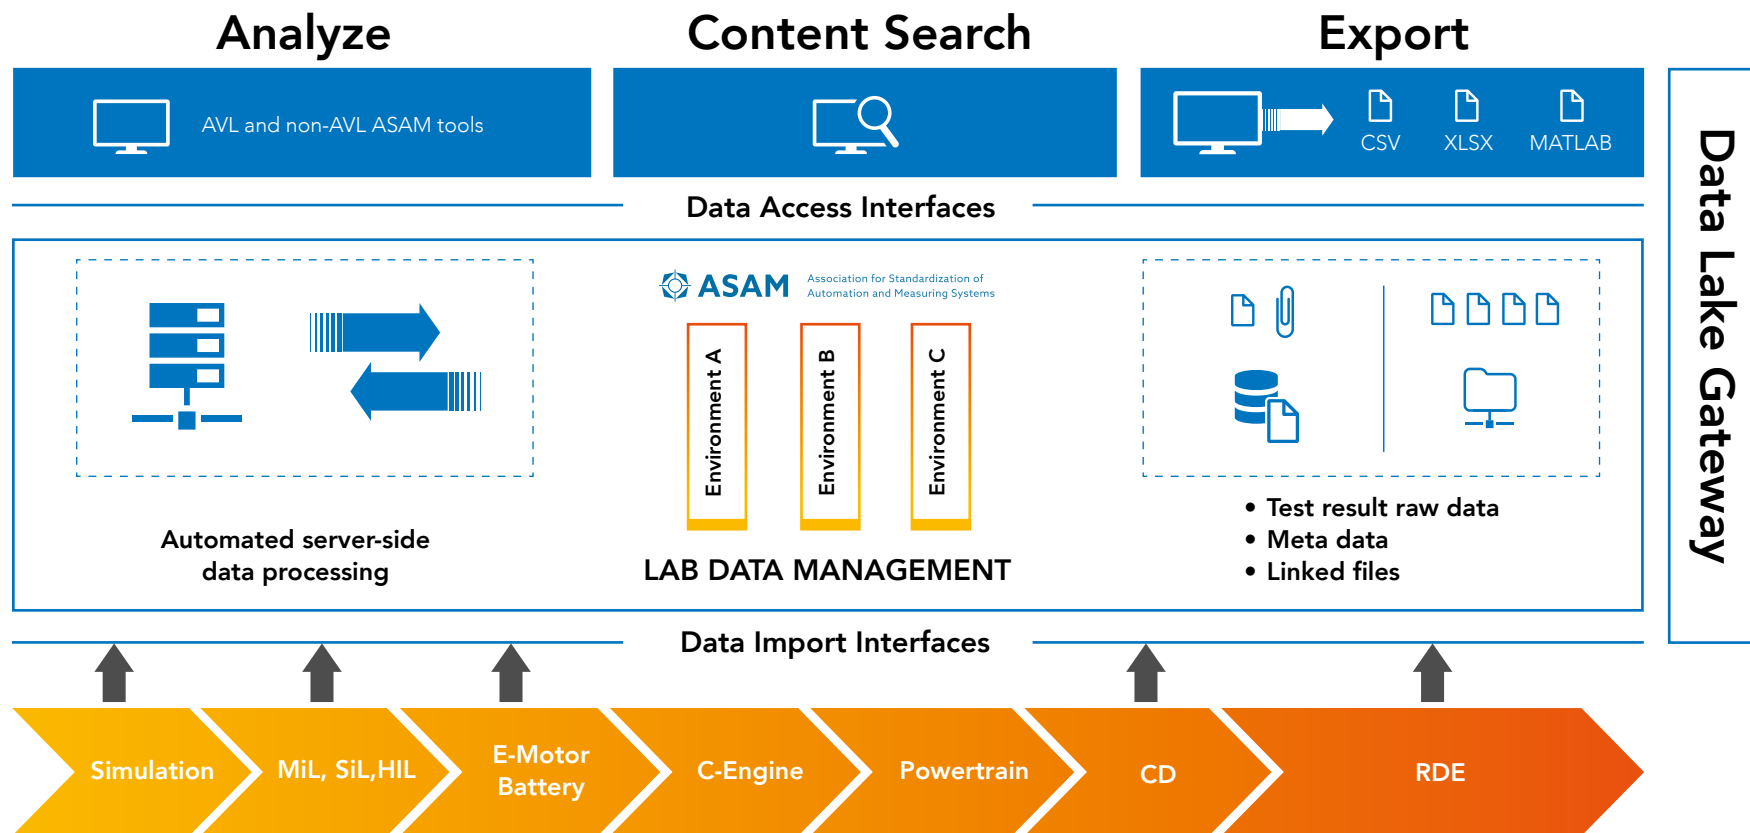 Analyze
Content Search
Export
AVL and non-AVL ASAM tools
CSV
XLSX
MATLAB
Data Access Interfaces
Data Lake Gateway
ASAM
Association for Standardization of
Automation and Measuring Systems
Environment A
Environment B
Environment C
Automated server-side
data processing
LAB DATA MANAGEMENT
• Test result raw data
• Meta data
• Linked files
Data Import Interfaces
Simulation
MiL, SiL,HIL
E-Motor
Battery
C-Engine
Powertrain
CD
RDE